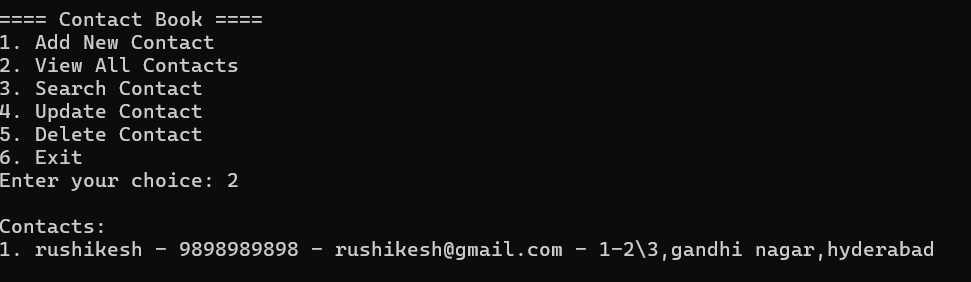 ==== Contact Book ====
1. Add New Contact
2. View All Contacts
3. Search Contact
4. Update Contact
5. Delete Contact
6. Exit
Enter your choice: 2
Contacts:
1. rushikesh - 9898989898 - rushikesh@gmail.com - 1-2\3,gandhi nagar,hyderabad